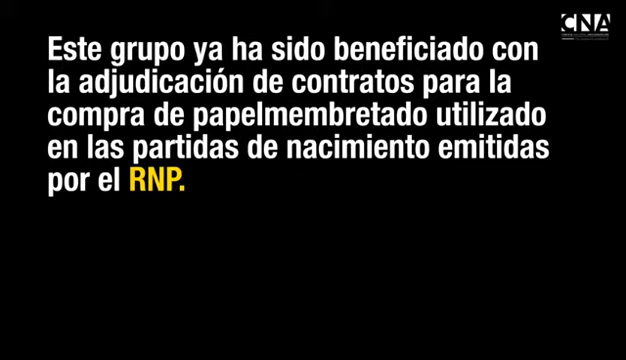 CNA
Este grupo ya ha sido beneficiado con
la adjudicación de contratos para la
compra de papelmembretado utilizado
en las partidas de nacimiento emitidas
por el RNP.